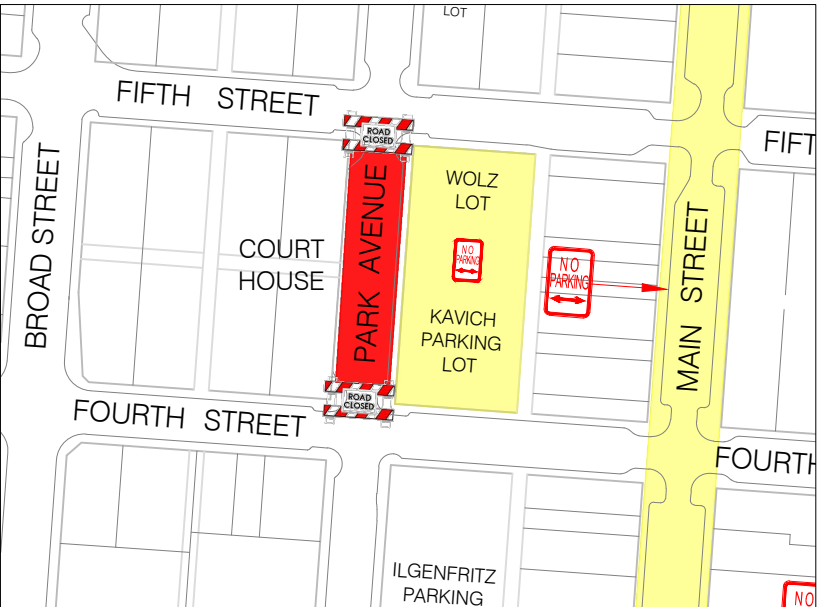 LOT
FIFTH STREET
ROAD
CLOSED
FIFT
WOLZ
LOT
BROAD STREET
PARK AVENUE
COURT
HOUSE
NO
PARKING
NO
PARKING
MAIN STREET
KAVICH
PARKING
LOT
ROAD
CLOSED
FOURTH STREET
FOURTH
ILGENFRITZ
PARKING
NO